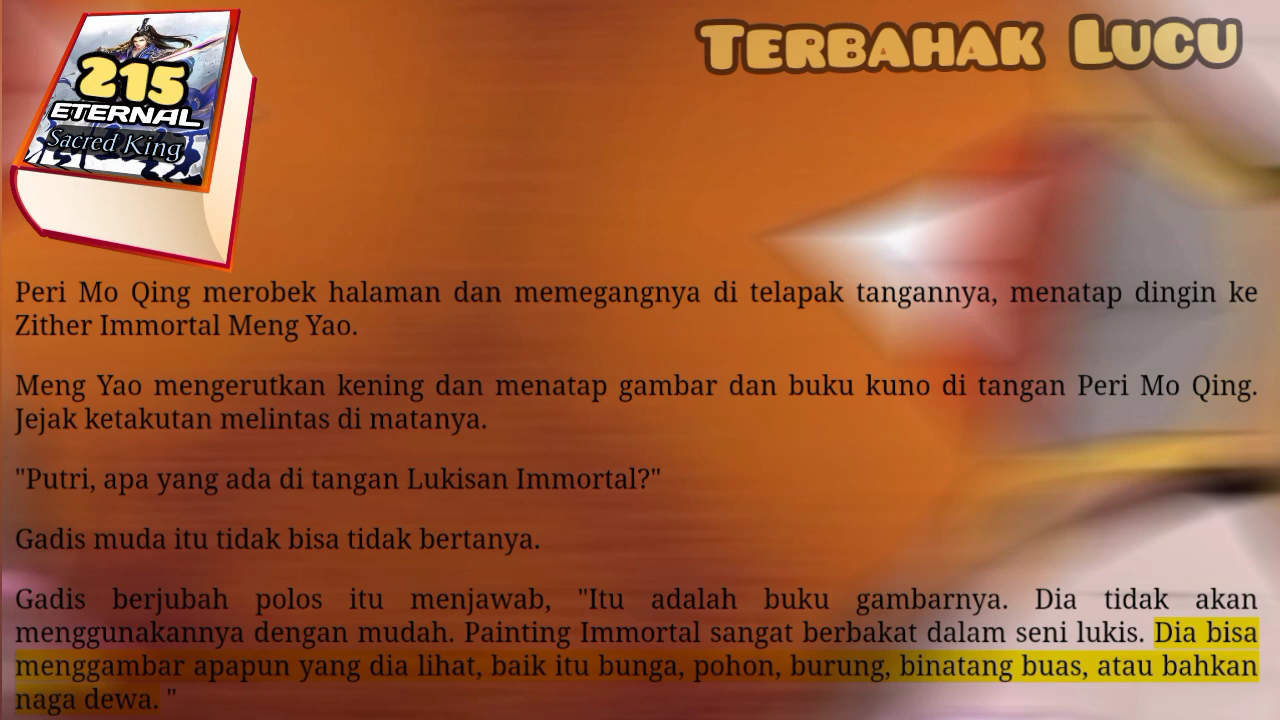 Terbahak Lucu
215
ETERNAL
Sacred King
Peri Mo Qing merobek halaman dan memegangnya di telapak tangannya, menatap dingin ke
Zither Immortal Meng Yao.
Meng Yao mengerutkan kening dan menatap gambar dan buku kuno di tangan Peri Mo Qing.
Jejak ketakutan melintas di matanya.
"Putri, apa yang ada di tangan Lukisan Immortal?"
Gadis muda itu tidak bisa tidak bertanya.
Gadis berjubah polos itu menjawab, "Itu adalah buku gambarnya. Dia tidak akan
menggunakannya dengan mudah. Painting Immortal sangat berbakat dalam seni lukis. Dia bisa
menggambar apapun yang dia lihat, baik itu bunga, pohon, burung, binatang buas, atau bahkan
naga dewa. "